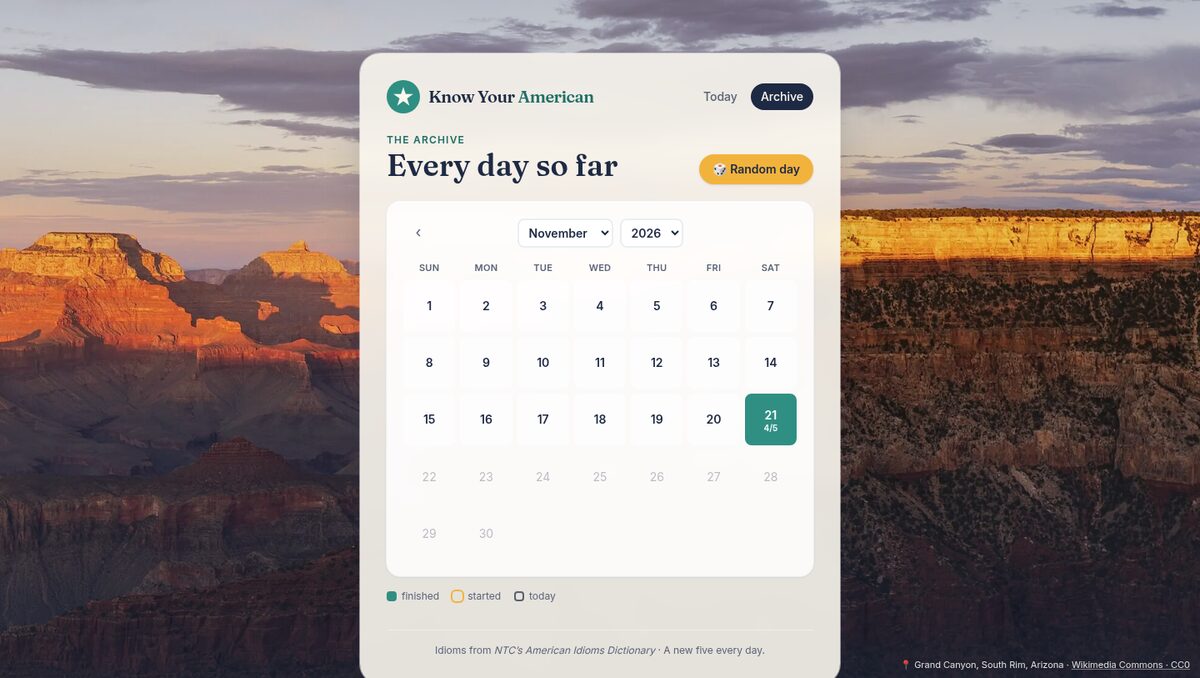 Know Your American
Today
Archive
THE ARCHIVE
Every day so far
🎲 Random day
‹
November
2026
SUN MON TUE WED THU FRI SAT
1 2 3 4 5 6 7
8 9 10 11 12 13 14
15 16 17 18 19 20 21
4/5
22 23 24 25 26 27 28
29 30
finished started today
Idioms from NTC's American Idioms Dictionary · A new five every day.
📍 Grand Canyon, South Rim, Arizona · Wikimedia Commons · CC0